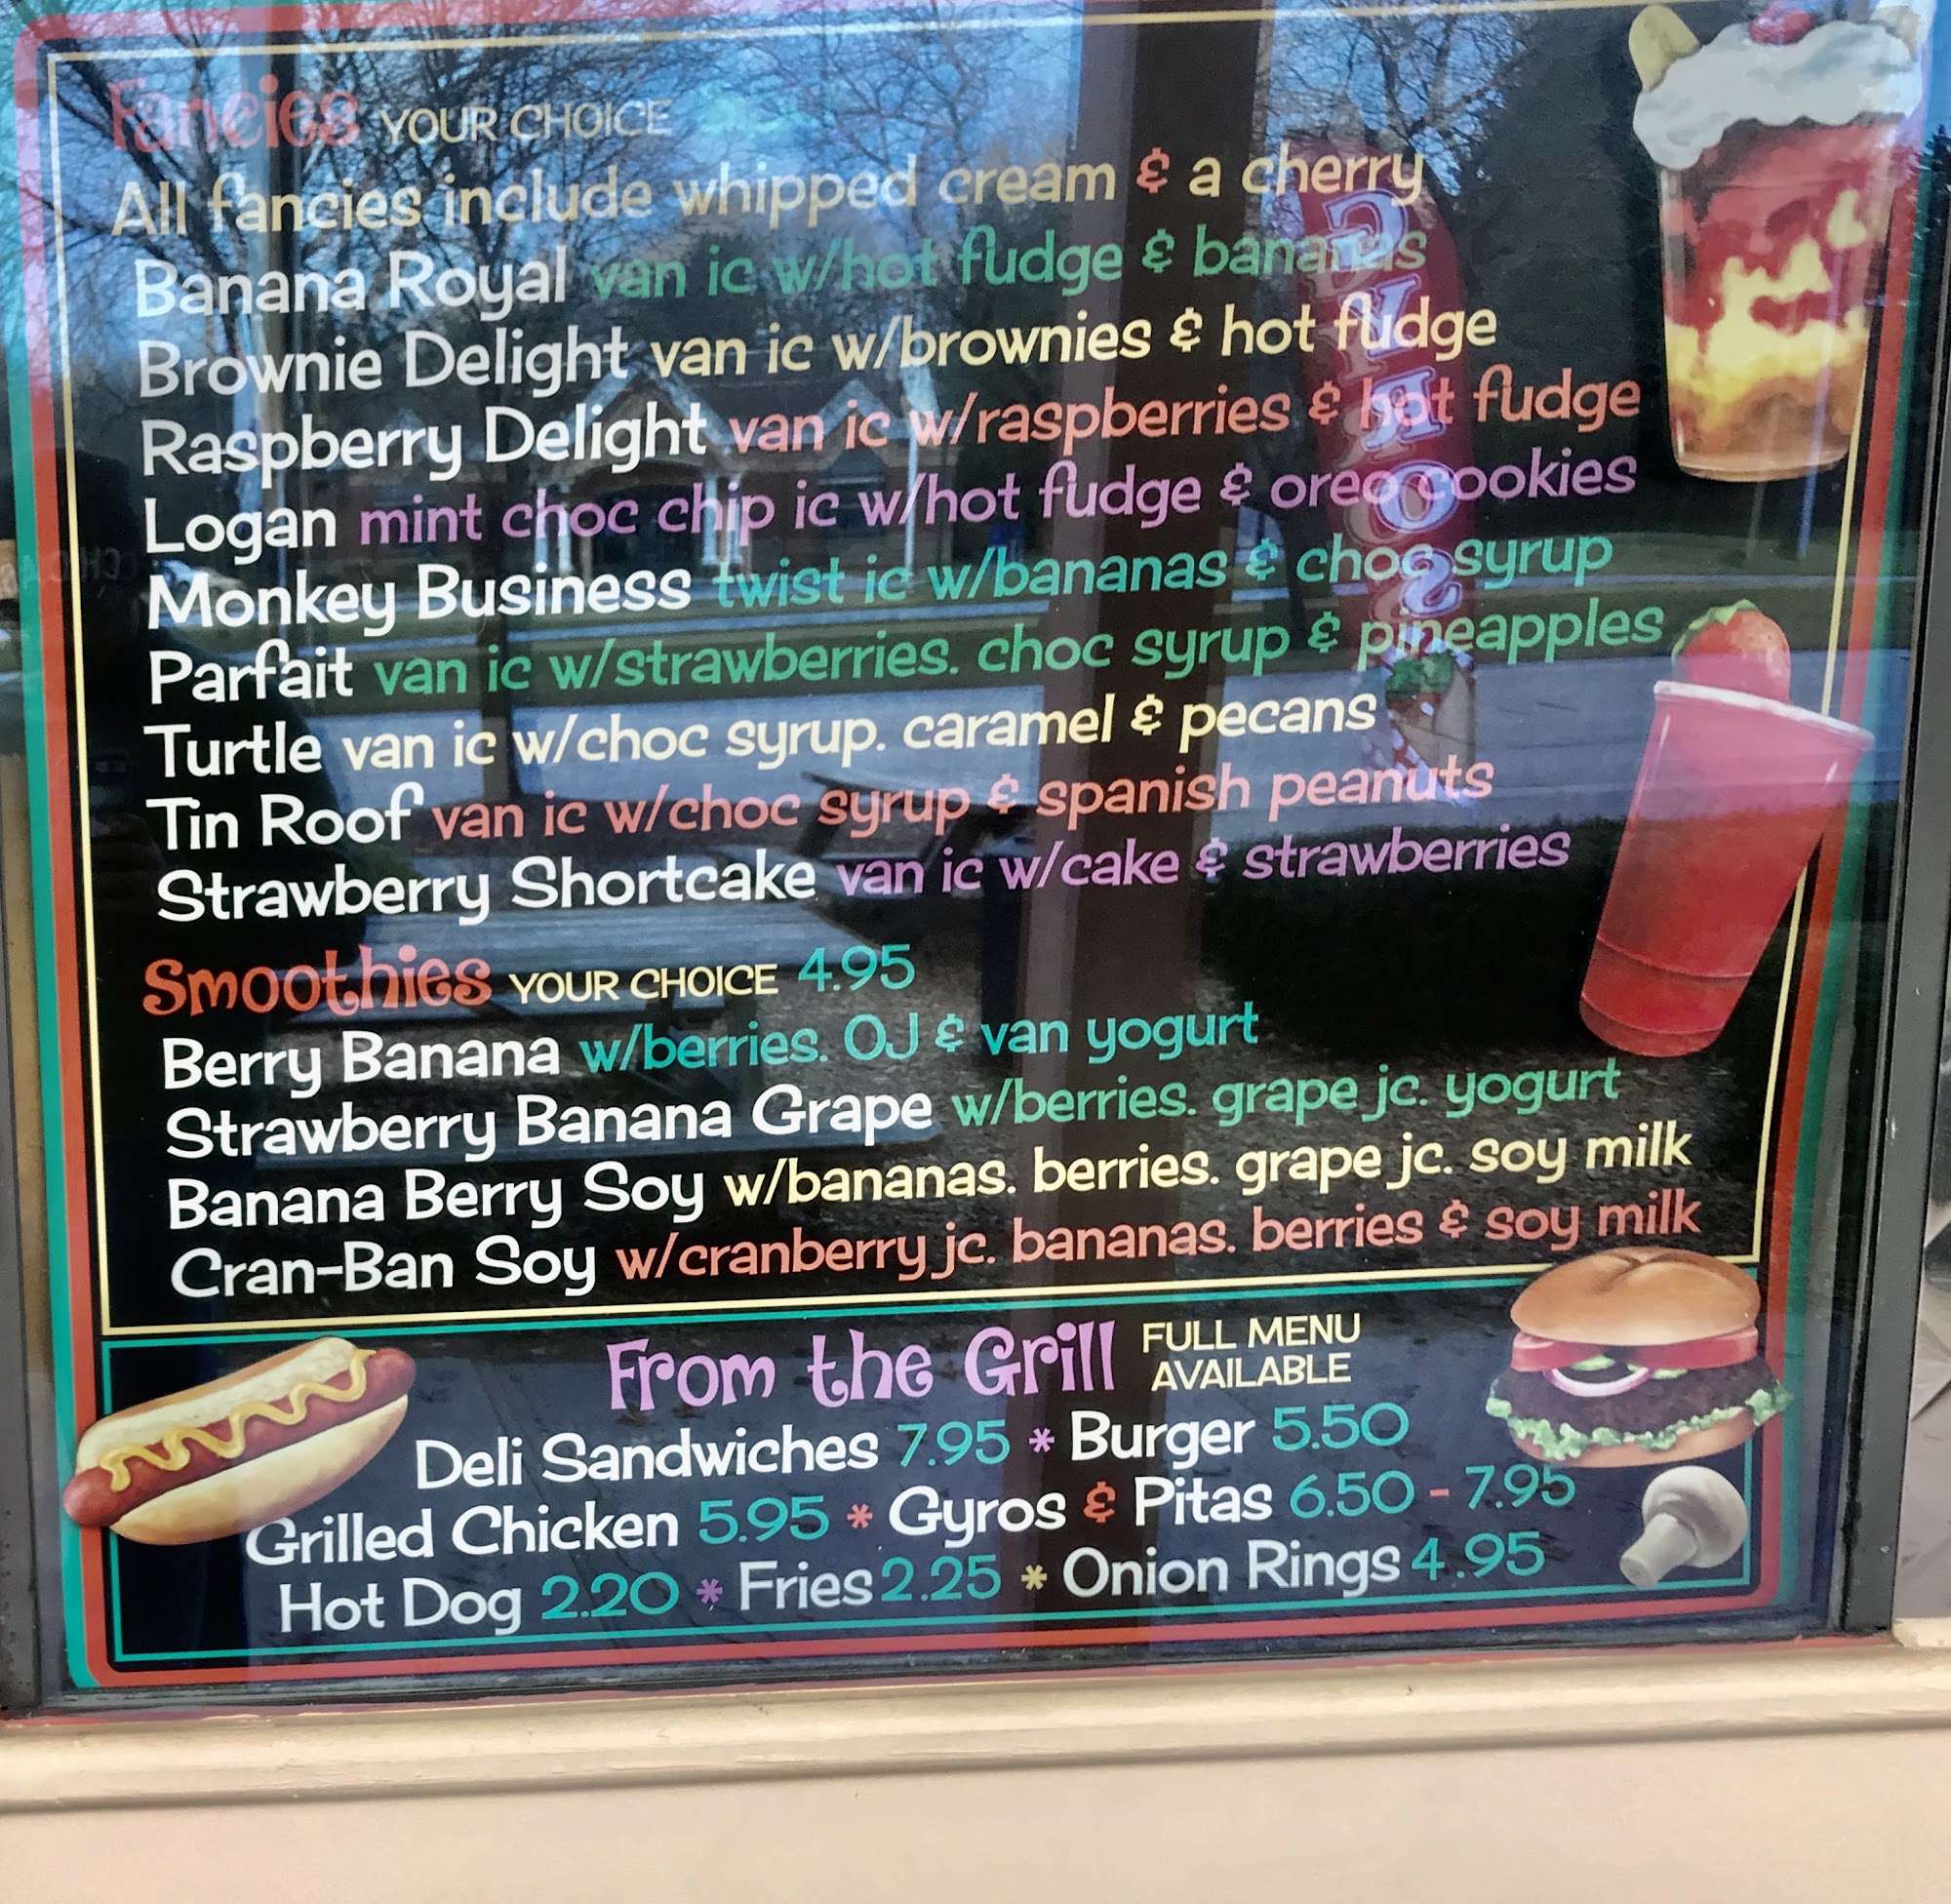 Fancies YOUR CHOICE
All fancies include whipped cream & a cherry
Banana Royal van ic w/hot fudge & bananas
Brownie Delight van ic w/brownies & hot fudge
Raspberry Delight van ic w/raspberries & hot fudge
Logan mint choc chip ic w/hot fudge & oreo cookies
Monkey Business twist ic w/bananas & choc syrup
Parfait van ic w/strawberries. choc syrup & pineapples
Turtle van ic w/choc syrup. caramel & pecans
Tin Roof van ic w/choc syrup & spanish peanuts
Strawberry Shortcake van ic w/cake & strawberries
Smoothies YOUR CHOICE 4.95
Berry Banana w/berries. OJ & van yogurt
Strawberry Banana Grape w/berries. grape jc. yogurt
Banana Berry Soy w/bananas. berries. grape jc. soy milk
Cran-Ban Soy w/cranberry jc. bananas. berries & soy milk
From the Grill FULL MENU
AVAILABLE
Deli Sandwiches 7.95 * Burger 5.50
Grilled Chicken 5.95 * Gyros & Pitas 6.50 - 7.95
Hot Dog 2.20 * Fries 2.25 * Onion Rings 4.95
GYROS